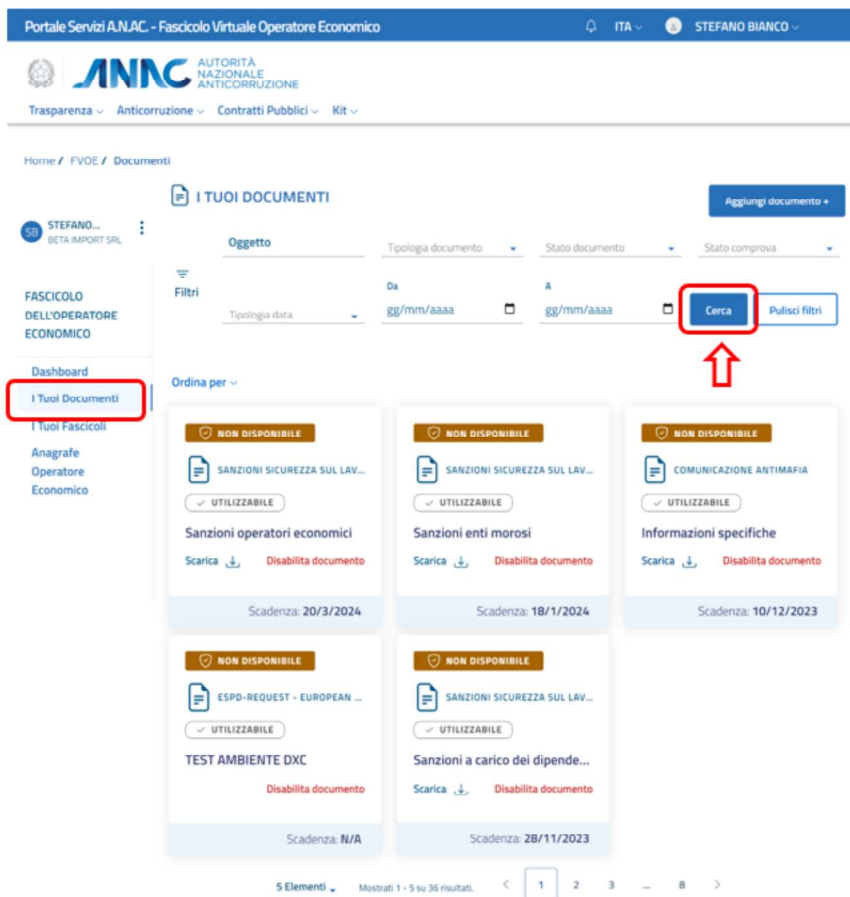 Portale Servizi A.N.AC. - Fascicolo Virtuale Operatore Economico
ITA
STEFANO BIANCO
ANAC
AUTORITÀ
NAZIONALE
ANTICORRUZIONE
Trasparenza
Anticorruzione
Contratti Pubblici
Kit
Home / FVOE / Documenti
I TUOI DOCUMENTI
Aggiungi documento +
SB
STEFANO...
BETA IMPORT SRL
Oggetto
Tipologia documento
Stato documento
Stato comprova
Filtri
Tipologia data
Da
gg/mm/aaaa
A
gg/mm/aaaa
Cerca
Pulisci filtri
FASCICOLO
DELL'OPERATORE
ECONOMICO
Dashboard
I Tuoi Documenti
I Tuoi Fascicoli
Anagrafe
Operatore
Economico
Ordina per
NON DISPONIBILE
SANZIONI SICUREZZA SUL LAV...
UTILIZZABILE
Sanzioni operatori economici
Scarica
Disabilita documento
Scadenza: 20/3/2024
NON DISPONIBILE
SANZIONI SICUREZZA SUL LAV...
UTILIZZABILE
Sanzioni enti morosi
Scarica
Disabilita documento
Scadenza: 18/1/2024
NON DISPONIBILE
COMUNICAZIONE ANTIMAFIA
UTILIZZABILE
Informazioni specifiche
Scarica
Disabilita documento
Scadenza: 10/12/2023
NON DISPONIBILE
ESPD-REQUEST - EUROPEAN ...
UTILIZZABILE
TEST AMBIENTE DXC
Disabilita documento
Scadenza: N/A
NON DISPONIBILE
SANZIONI SICUREZZA SUL LAV...
UTILIZZABILE
Sanzioni a carico dei dipende...
Scarica
Disabilita documento
Scadenza: 28/11/2023
5 Elementi
Mostrati 1 - 5 su 36 risultati.
< 1 2 3 ... 8 >